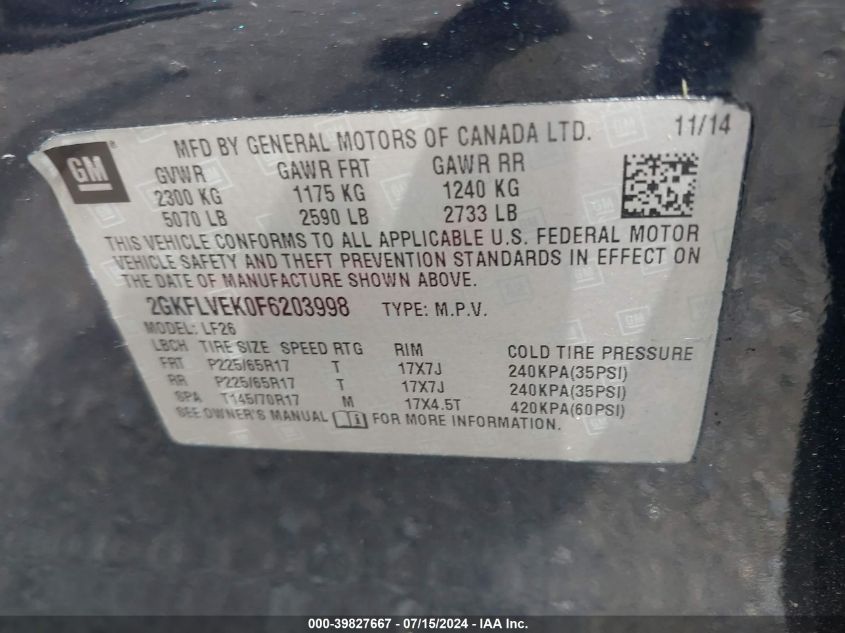 GM
MFD BY GENERAL MOTORS OF CANADA LTD. 11/14
GVWR GAWR FRT GAWR RR
2300 KG 1175 KG 1240 KG
5070 LB 2590 LB 2733 LB
THIS VEHICLE CONFORMS TO ALL APPLICABLE U.S. FEDERAL MOTOR
VEHICLE SAFETY AND THEFT PREVENTION STANDARDS IN EFFECT ON
THE DATE OF MANUFACTURE SHOWN ABOVE.
2GKFLVEK0F6203998 TYPE: M.P.V.
MODEL: LF26
LBCH TIRE SIZE SPEED RTG RIM COLD TIRE PRESSURE
FRT P225/65R17 T 17X7J 240KPA(35PSI)
RR P225/65R17 T 17X7J 240KPA(35PSI)
SPA T145/70R17 M 17X4.5T 420KPA(60PSI)
SEE OWNER'S MANUAL FOR MORE INFORMATION.
000-39827667 - 07/15/2024 - IAA Inc.